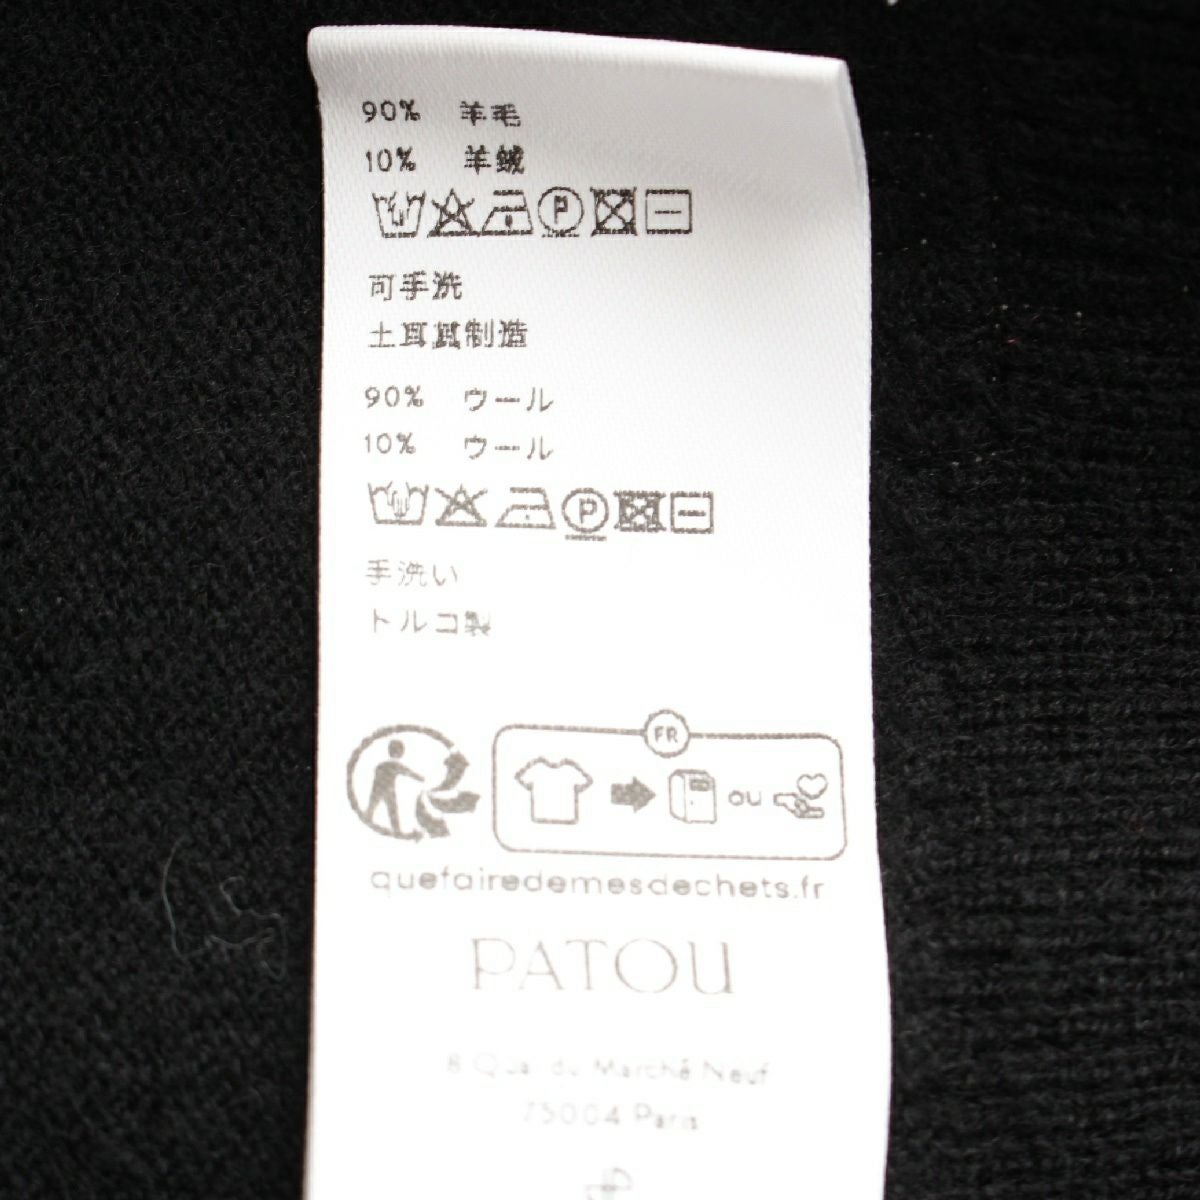 90% 羊毛
10% 羊绒
P
可手洗
土耳其制造
90% ウール
10% ウール
P
手洗い
トルコ製
FR
ou
quefairedemesdechets.fr
PATOU
8 Quai du Marché Neuf
75004 Paris